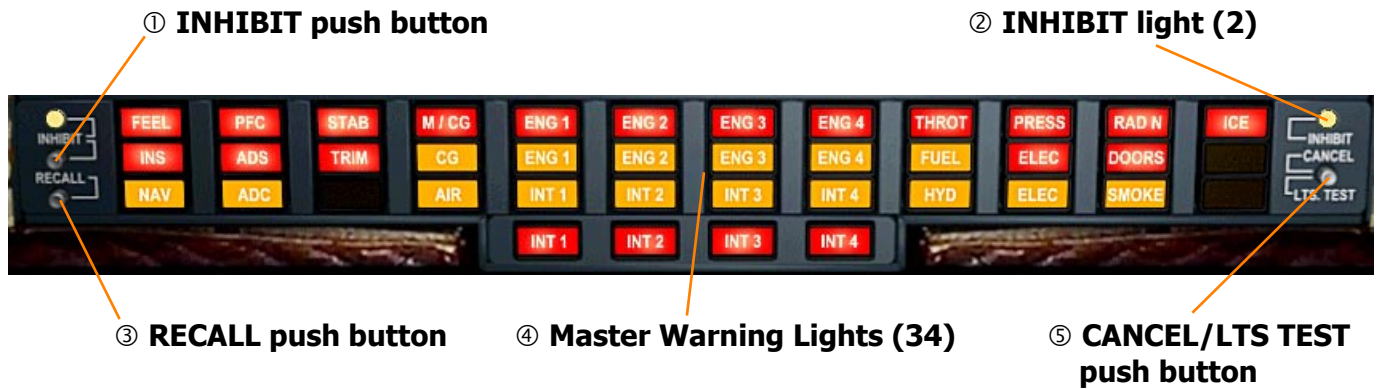 ① INHIBIT push button
② INHIBIT light (2)
INHIBIT
RECALL
FEEL PFC STAB M / CG ENG 1 ENG 2 ENG 3 ENG 4 THROT PRESS RAD N ICE
INS ADS TRIM CG ENG 1 ENG 2 ENG 3 ENG 4 FUEL ELEC DOORS
NAV ADC AIR INT 1 INT 2 INT 3 INT 4 HYD ELEC SMOKE
INT 1 INT 2 INT 3 INT 4
INHIBIT
CANCEL
LTS. TEST
③ RECALL push button
④ Master Warning Lights (34)
⑤ CANCEL/LTS TEST
push button